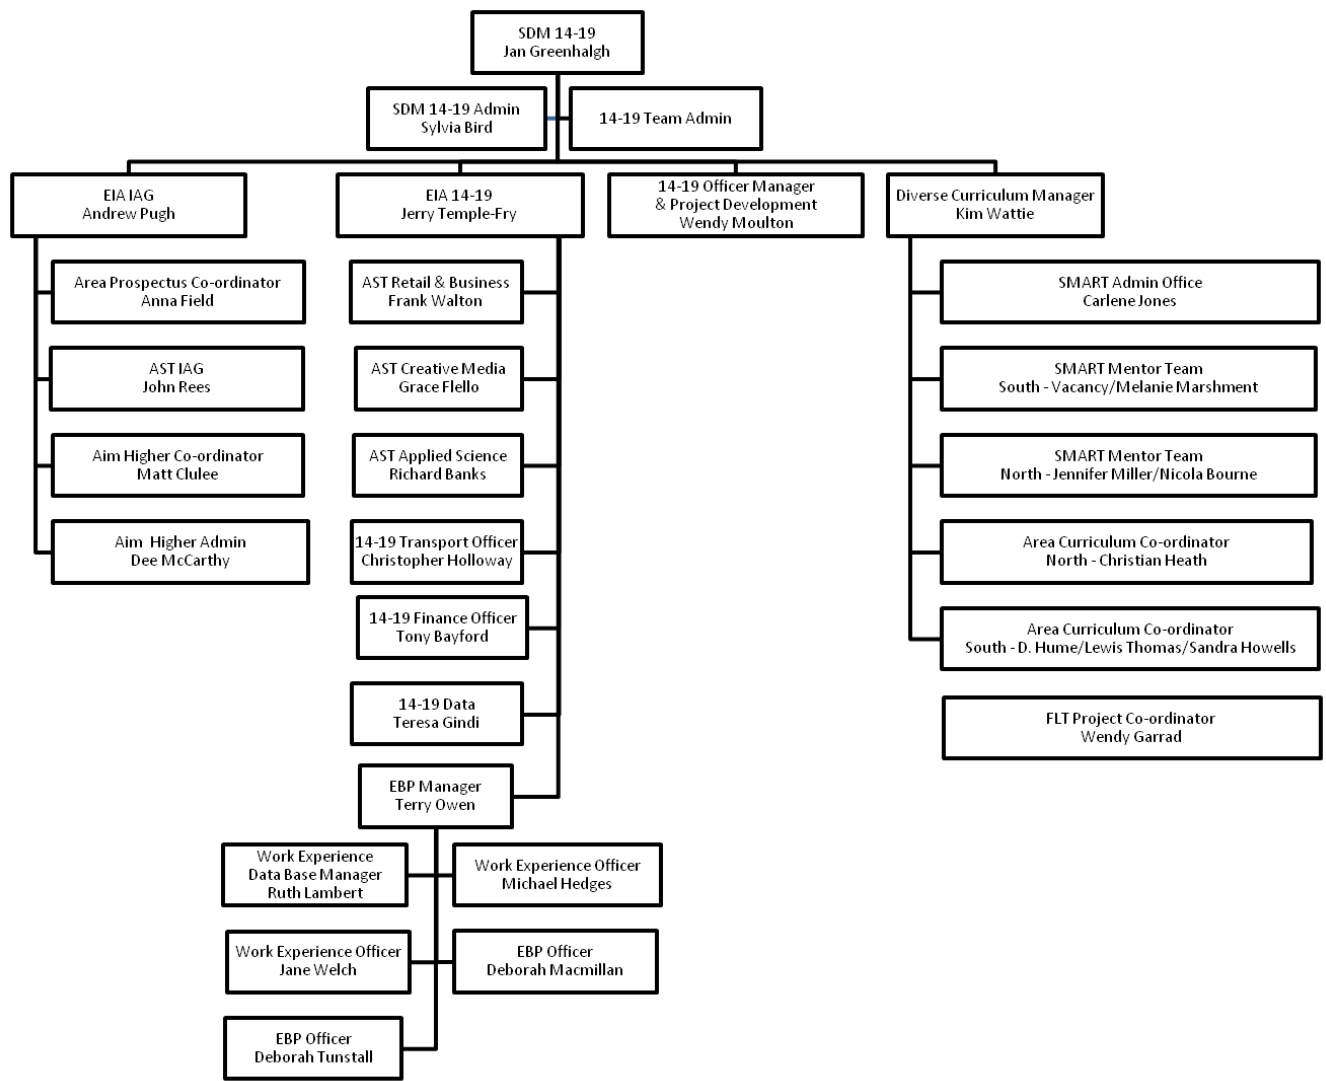 SDM 14-19
Jan Greenhalgh
SDM 14-19 Admin
Sylvia Bird
14-19 Team Admin
EIA IAG
Andrew Pugh
EIA 14-19
Jerry Temple-Fry
14-19 Officer Manager
& Project Development
Wendy Moulton
Diverse Curriculum Manager
Kim Wattie
Area Prospectus Co-ordinator
Anna Field
AST IAG
John Rees
Aim Higher Co-ordinator
Matt Clulee
Aim  Higher Admin
Dee McCarthy
AST Retail & Business
Frank Walton
AST Creative Media
Grace Flello
AST Applied Science
Richard Banks
14-19 Transport Officer
Christopher Holloway
14-19 Finance Officer
Tony Bayford
14-19 Data
Teresa Gindi
EBP Manager
Terry Owen
Work Experience
Data Base Manager
Ruth Lambert
Work Experience Officer
Michael Hedges
Work Experience Officer
Jane Welch
EBP Officer
Deborah Macmillan
EBP Officer
Deborah Tunstall
SMART Admin Office
Carlene Jones
SMART Mentor Team
South - Vacancy/Melanie Marshment
SMART Mentor Team
North - Jennifer Miller/Nicola Bourne
Area Curriculum Co-ordinator
North - Christian Heath
Area Curriculum Co-ordinator
South - D. Hume/Lewis Thomas/Sandra Howells
FLT Project Co-ordinator
Wendy Garrad